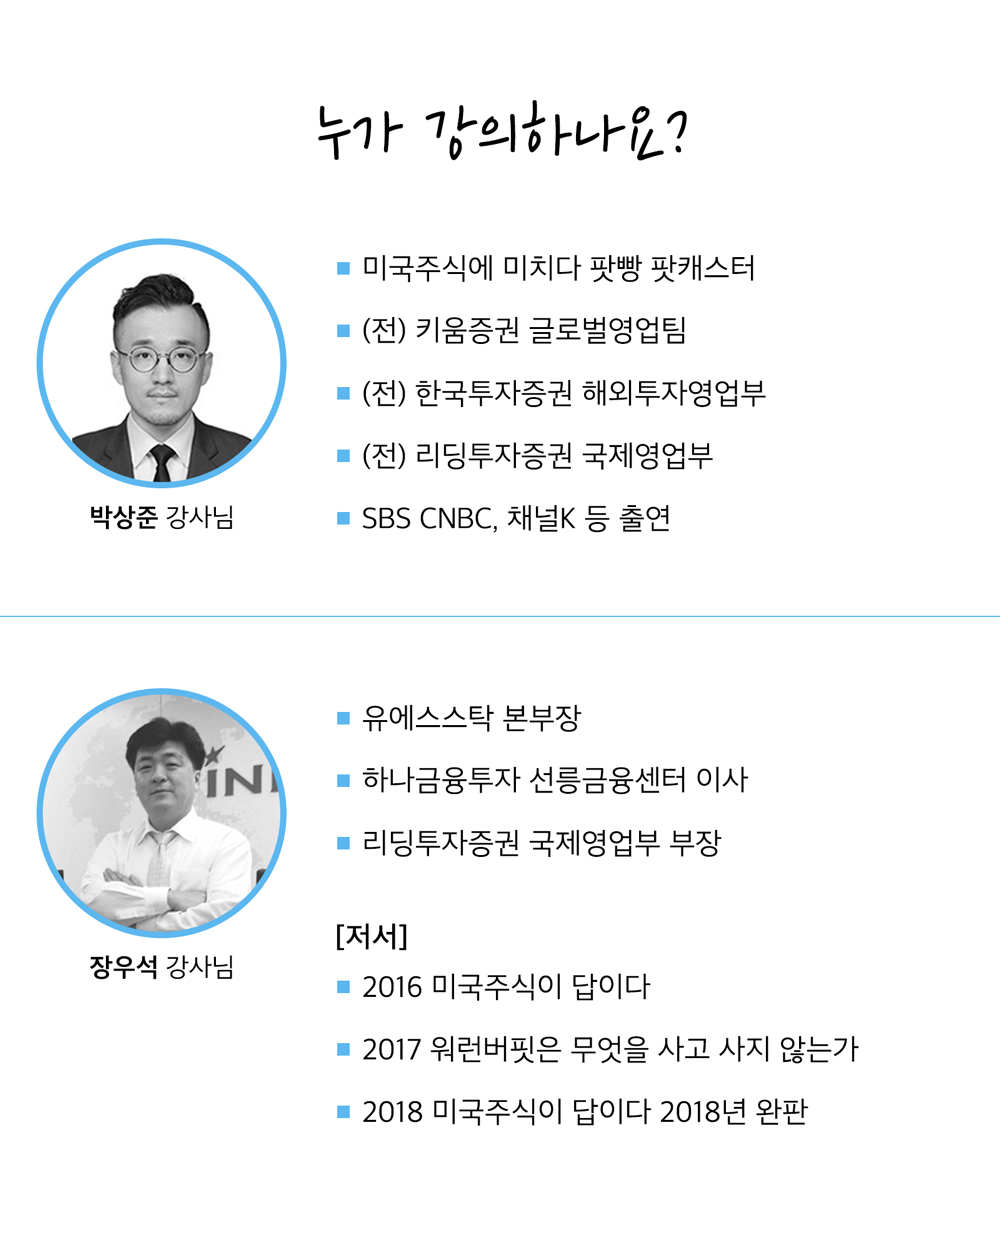 누가 강의하나요?
미국주식에 미치다 팟빵 팟캐스터
(전) 키움증권 글로벌영업팀
(전) 한국투자증권 해외투자영업부
(전) 리딩투자증권 국제영업부
SBS CNBC, 채널K 등 출연
박상준 강사님
유에스스탁 본부장
하나금융투자 선릉금융센터 이사
리딩투자증권 국제영업부 부장
INI
장우석 강사님
[저서]
2016 미국주식이 답이다
2017 워런버핏은 무엇을 사고 사지 않는가
2018 미국주식이 답이다 2018년 완판